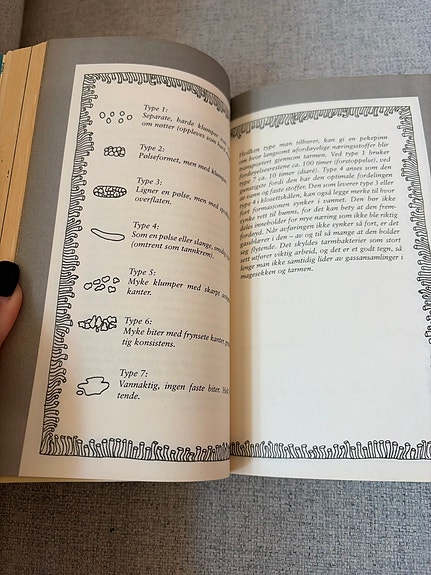 Type 1:
Separate, harde klumper
om nøtter (oppleves som hard
Type 2:
Pølseformet, men med klumper
Type 3:
Ligner en pølse, men med
overflaten.
Type 4:
Som en pølse eller slange, smidig
(omtrent som tannkrem).
Type 5:
Myke klumper med skarpt
kanter.
Type 6:
Myke biter med frynsete kanter,
tig konsistens.
Type 7:
Vannaktig, ingen faste biter.
tende.
Hvilken type man tilhører, kan gi en pekepinn
om hvor langsomt ufordøyelige næringsstoffer blir
transportert gjennom tarmen. Ved type 1 bruker
fordøyelsesrestene ca. 100 timer (forstoppelse), ved
type 7 ca. 10 timer (diaré). Type 4 anses som den
gunstigste fordi den har den optimale fordelingen
av vann og faste stoffer. Den som leverer type 3 eller
type 4 i klosettskålen, kan også legge merke til hvor
fort formasjonen synker i vannet. Den bør ikke
synke rett til bunns, for det kan bety at den frem-
deles inneholder for mye næring som ikke ble riktig
fordøyd. Når avføringen ikke synker så fort, er det
gassblærer i den – av og til så mange at den holder
seg flytende. Det skyldes tarmbakterier som stort
sett utfører viktig arbeid, og det er et godt tegn, så
lenge man ikke samtidig lider av gassansamlinger i
magesekken og tarmen.